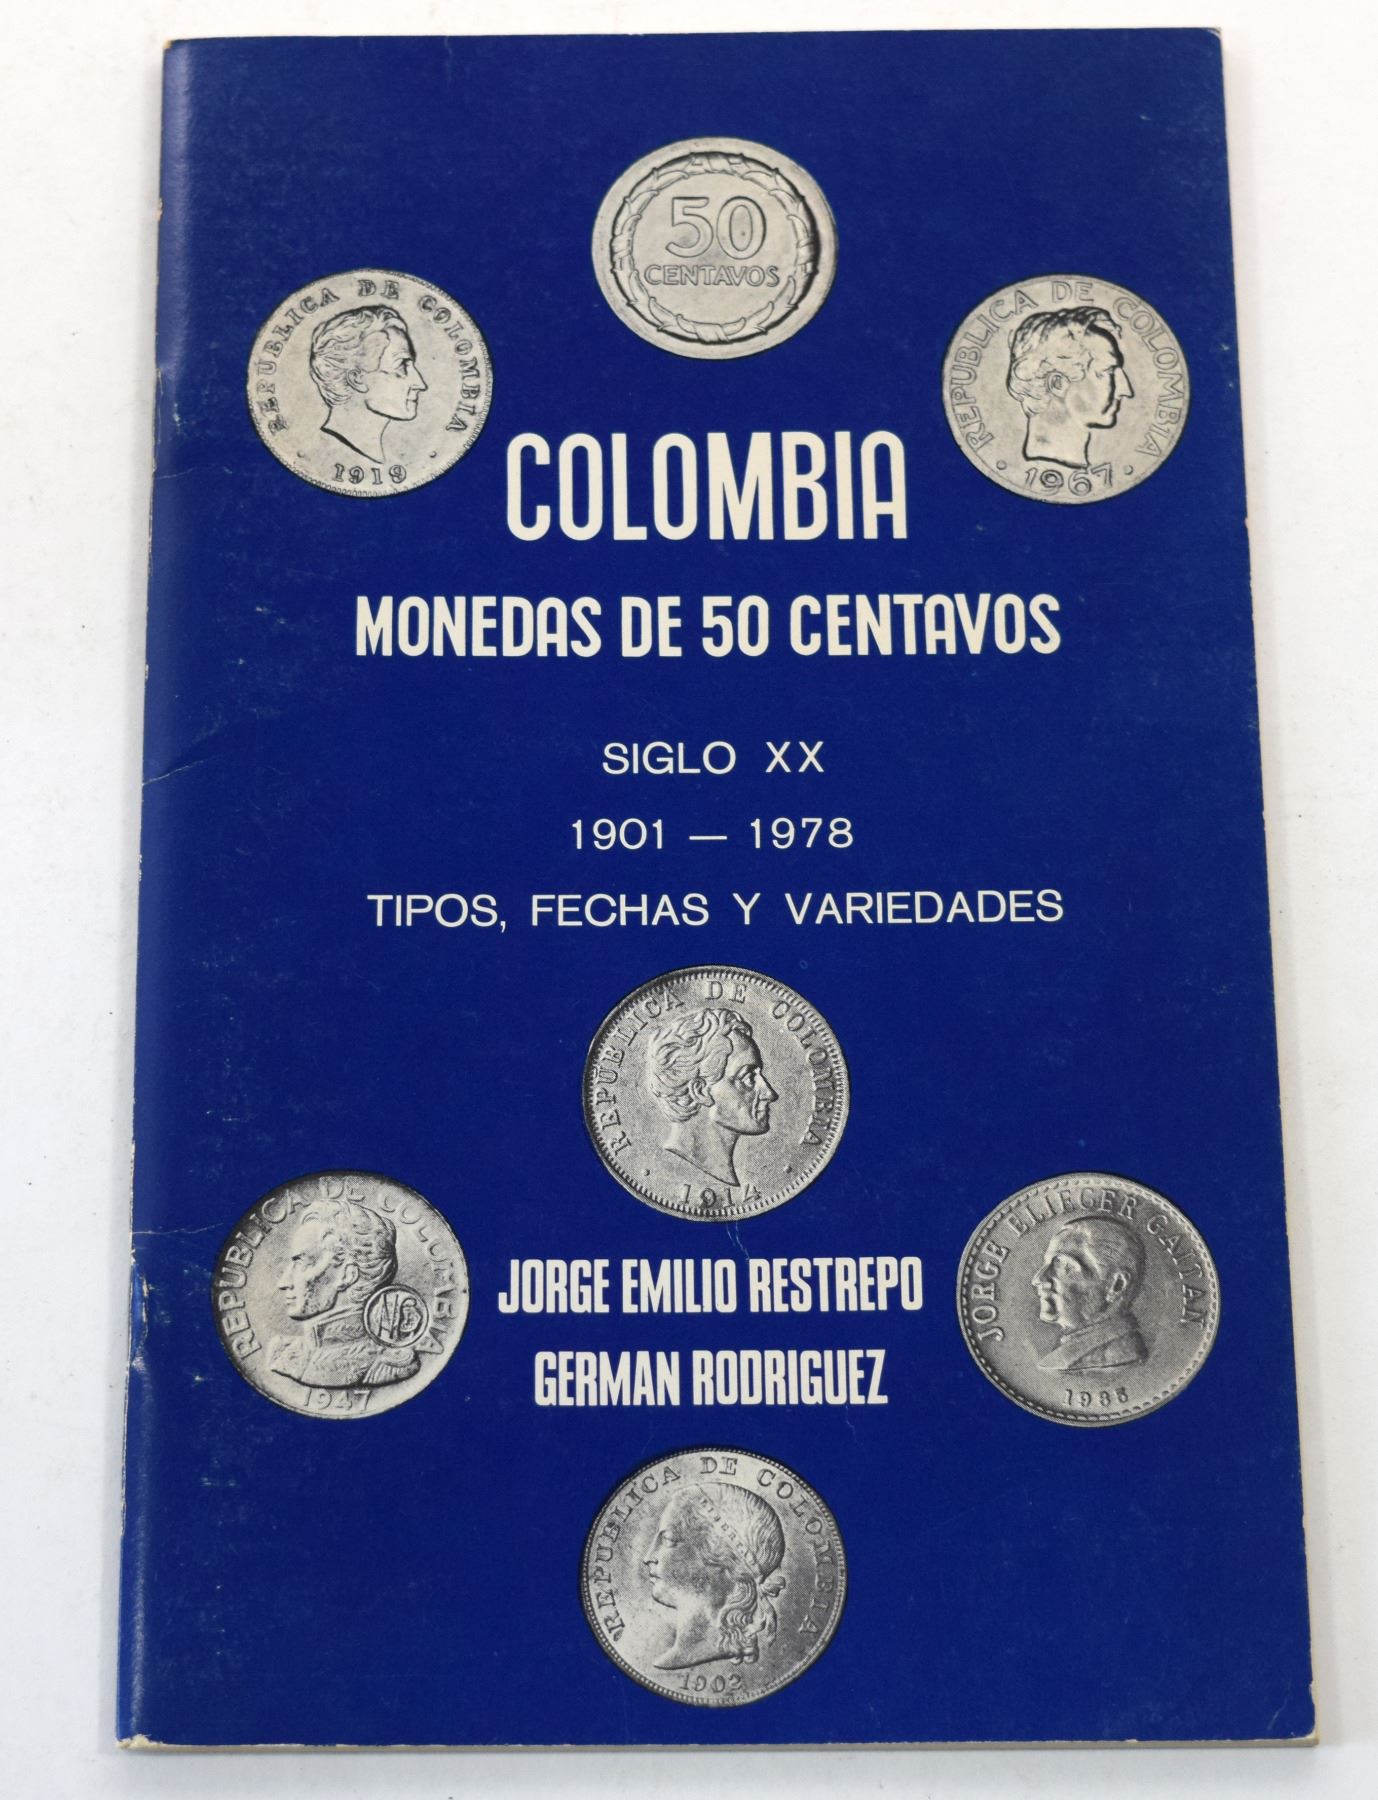 50
CENTAVOS
REPUBLICA DE COLOMBIA
1919
REPUBLICA DE COLOMBIA
1967
COLOMBIA
MONEDAS DE 50 CENTAVOS
SIGLO XX
1901 — 1978
TIPOS, FECHAS Y VARIEDADES
REPUBLICA DE COLOMBIA
1914
REPUBLICA DE COLOMBIA
1947
JORGE ELIECER GAITAN
JORGE EMILIO RESTREPO
GERMAN RODRIGUEZ
REPUBLICA DE COLOMBIA
LIBERTAD
1902